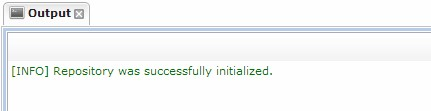 Output
[INFO] Repository was successfully initialized.